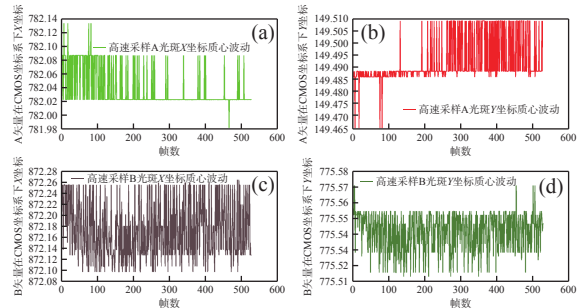 A矢量在CMOS坐标系下X坐标
782.14
782.12
782.10
782.08
782.06
782.04
782.02
782.00
781.98
(a)
高速采样A光斑X坐标质心波动
0 100 200 300 400 500 600
帧数
A矢量在CMOS坐标系下Y坐标
149.510
149.505
149.500
149.495
149.490
149.485
149.480
149.475
149.470
149.465
(b)
高速采样A光斑Y坐标质心波动
0 100 200 300 400 500 600
帧数
B矢量在CMOS坐标系下X坐标
872.28
872.26
872.24
872.22
872.20
872.18
872.16
872.14
872.12
872.10
872.08
高速采样B光斑X坐标质心波动
(c)
0 100 200 300 400 500 600
帧数
B矢量在CMOS坐标系下Y坐标
775.58
775.57
775.55
775.54
775.52
775.51
高速采样B光斑Y坐标质心波动
(d)
0 100 200 300 400 500 600
帧数